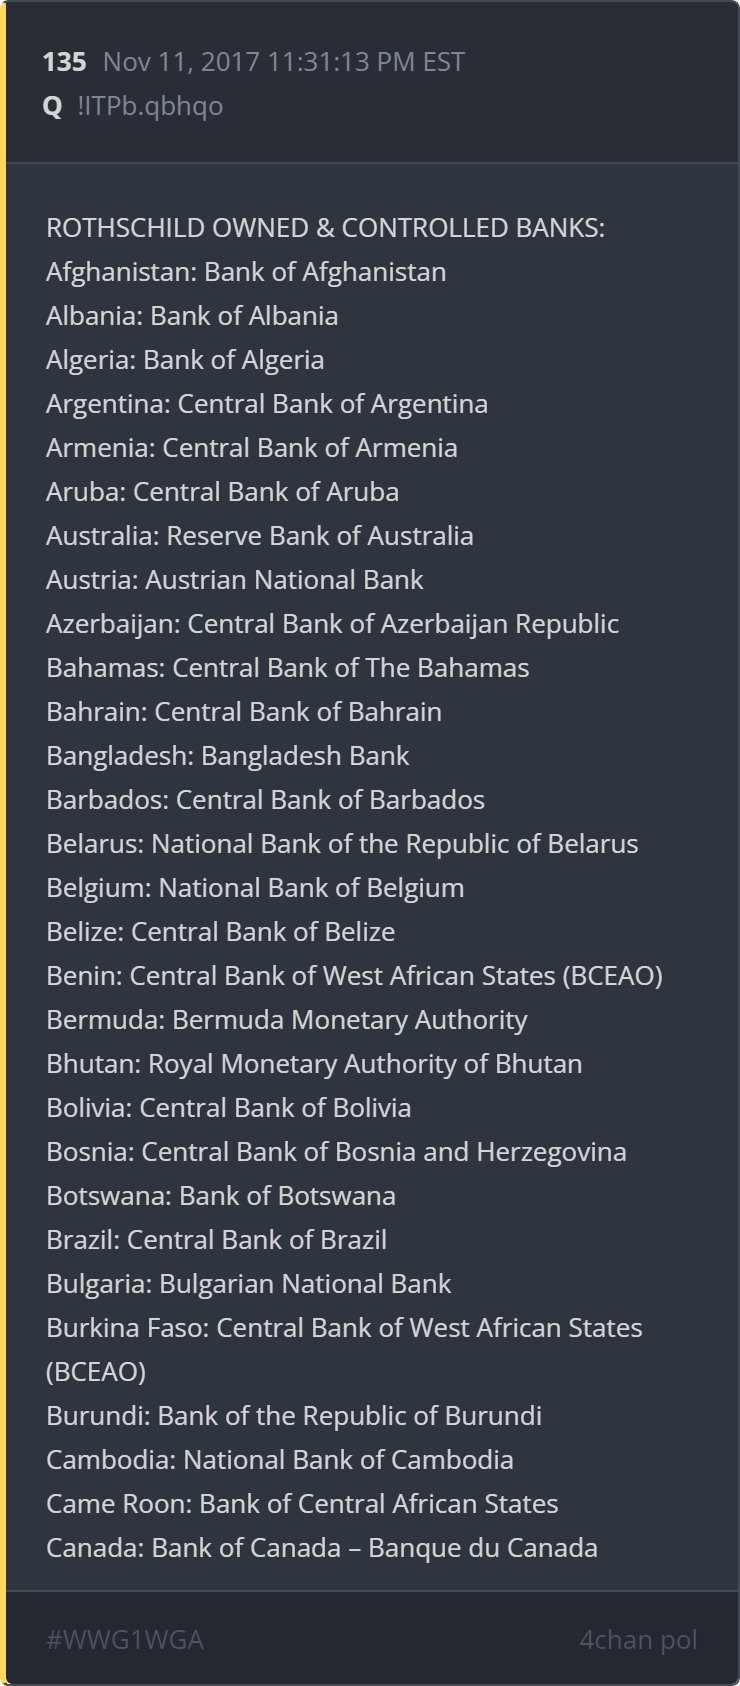 135 Nov 11, 2017 11:31:13 PM EST
Q !ITPb.qbhqo
ROTHSCHILD OWNED & CONTROLLED BANKS:
Afghanistan: Bank of Afghanistan
Albania: Bank of Albania
Algeria: Bank of Algeria
Argentina: Central Bank of Argentina
Armenia: Central Bank of Armenia
Aruba: Central Bank of Aruba
Australia: Reserve Bank of Australia
Austria: Austrian National Bank
Azerbaijan: Central Bank of Azerbaijan Republic
Bahamas: Central Bank of The Bahamas
Bahrain: Central Bank of Bahrain
Bangladesh: Bangladesh Bank
Barbados: Central Bank of Barbados
Belarus: National Bank of the Republic of Belarus
Belgium: National Bank of Belgium
Belize: Central Bank of Belize
Benin: Central Bank of West African States (BCEAO)
Bermuda: Bermuda Monetary Authority
Bhutan: Royal Monetary Authority of Bhutan
Bolivia: Central Bank of Bolivia
Bosnia: Central Bank of Bosnia and Herzegovina
Botswana: Bank of Botswana
Brazil: Central Bank of Brazil
Bulgaria: Bulgarian National Bank
Burkina Faso: Central Bank of West African States
(BCEAO)
Burundi: Bank of the Republic of Burundi
Cambodia: National Bank of Cambodia
Came Roon: Bank of Central African States
Canada: Bank of Canada – Banque du Canada
#WWG1WGA 4chan pol